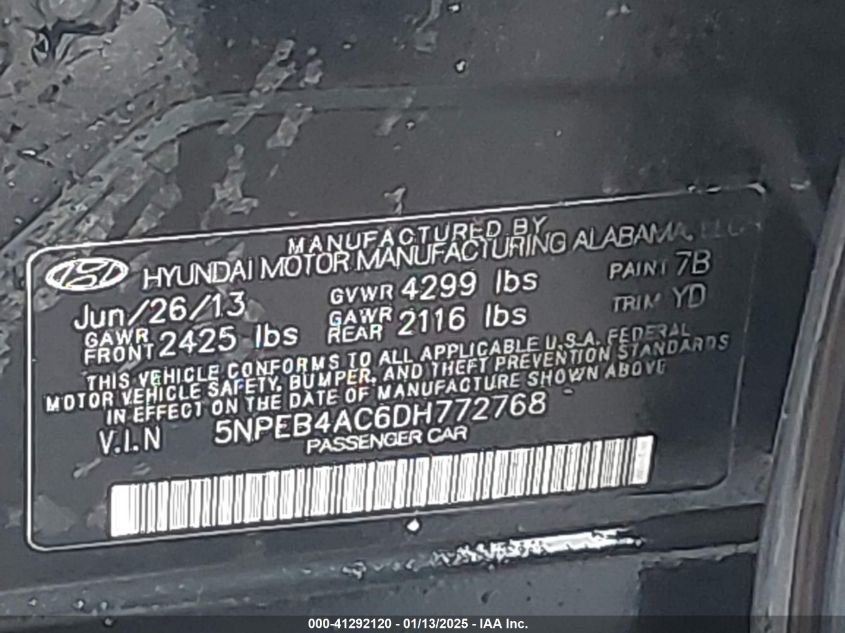 MANUFACTURED BY
HYUNDAI MOTOR MANUFACTURING ALABAMA, LLC
Jun/26/13 GVWR 4299 lbs PAINT 7B
GAWR FRONT 2425 lbs GAWR REAR 2116 lbs TRIM YD
THIS VEHICLE CONFORMS TO ALL APPLICABLE U.S.A. FEDERAL
MOTOR VEHICLE SAFETY, BUMPER, AND THEFT PREVENTION STANDARDS
IN EFFECT ON THE DATE OF MANUFACTURE SHOWN ABOVE
V.I.N 5NPEB4AC6DH772768
PASSENGER CAR
000-41292120 - 01/13/2025 - IAA Inc.